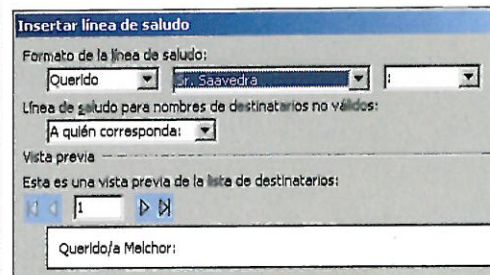 Insertar línea de saludo
Formato de la línea de saludo:
Querido Sr. Saavedra :
Línea de saludo para nombres de destinatarios no válidos:
A quién corresponda:
Vista previa
Esta es una vista previa de la lista de destinatarios:
1
Querido/a Melchor: